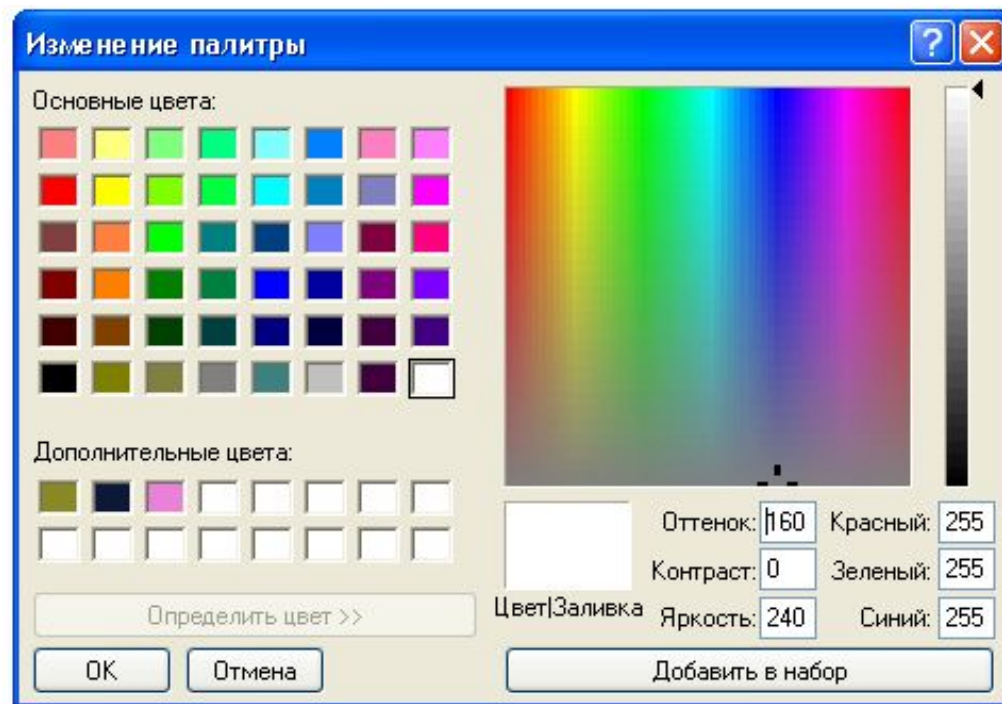 Изменение палитры
Основные цвета:
Дополнительные цвета:
Определить цвет >>
OK
Отмена
Цвет|Заливка
Оттенок: 160
Контраст: 0
Яркость: 240
Красный: 255
Зеленый: 255
Синий: 255
Добавить в набор